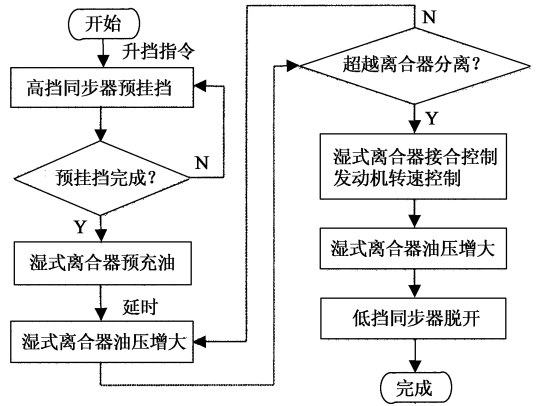 开始
升挡指令
高挡同步器预挂挡
预挂挡完成?
N
Y
湿式离合器预充油
延时
湿式离合器油压增大
N
超越离合器分离?
Y
湿式离合器接合控制
发动机转速控制
湿式离合器油压增大
低挡同步器脱开
完成